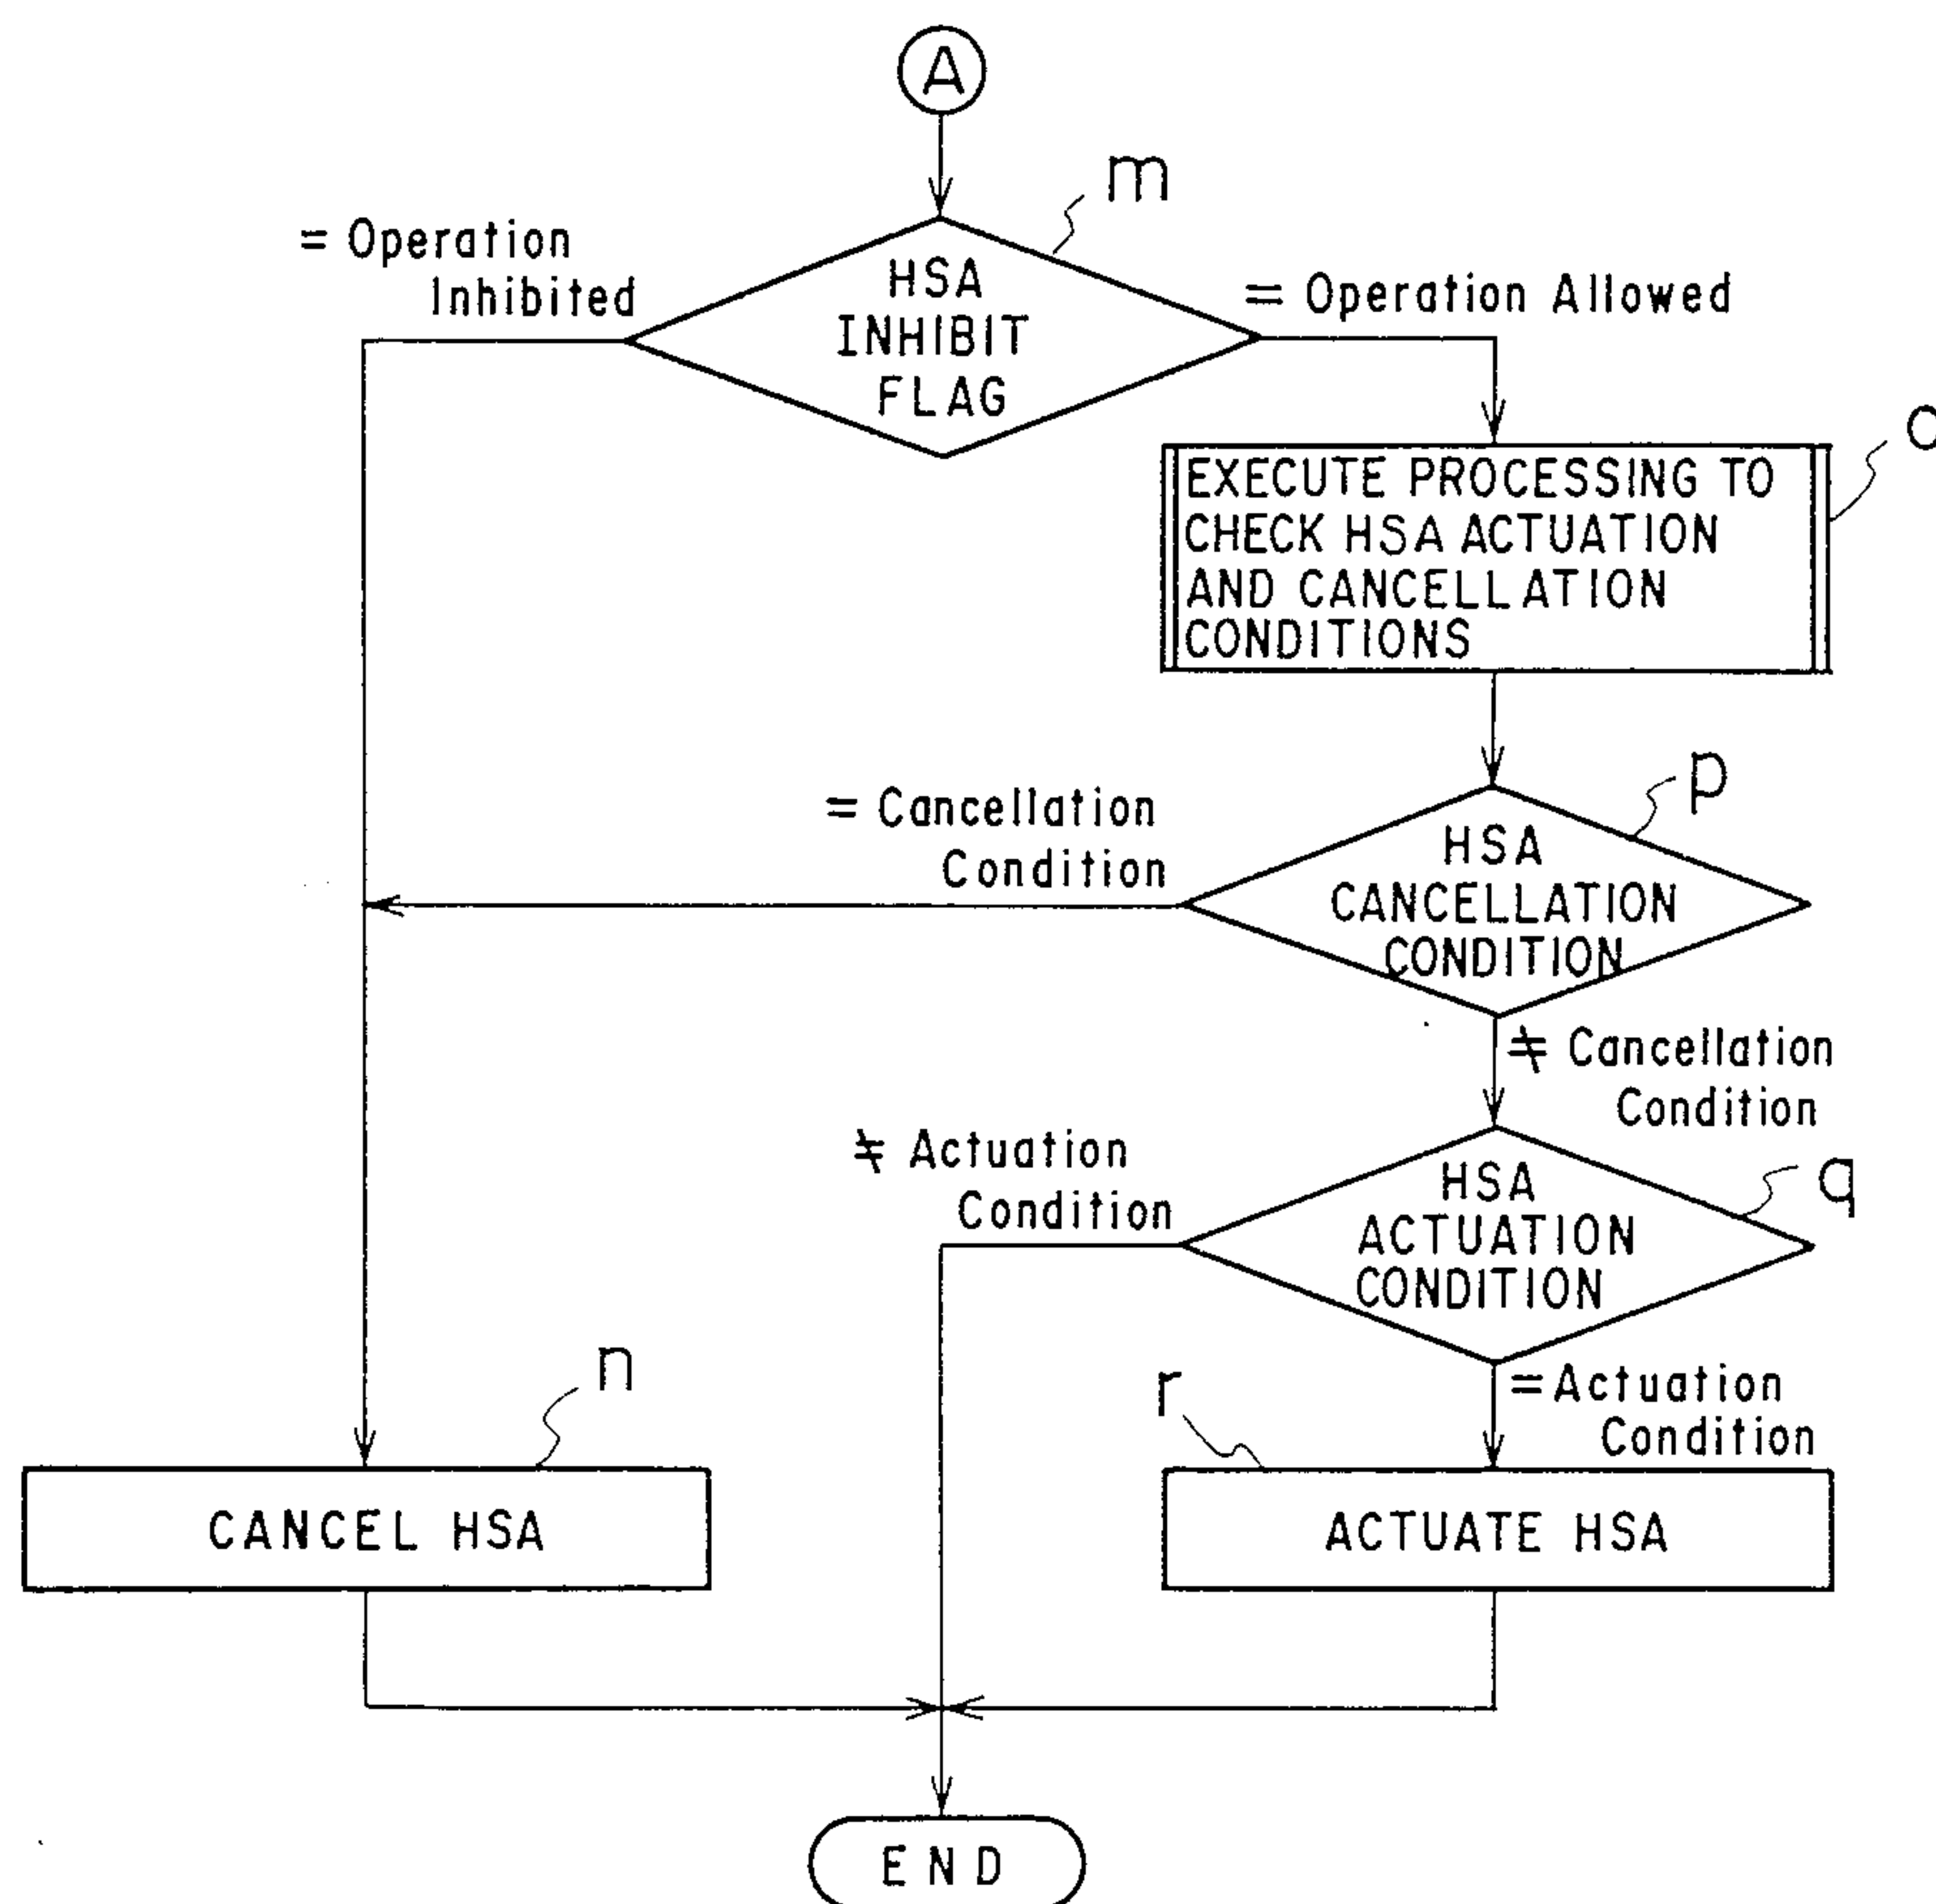 A
m
= Operation
Inhibited
HSA
INHIBIT
FLAG
= Operation Allowed
o
EXECUTE PROCESSING TO
CHECK HSA ACTUATION
AND CANCELLATION
CONDITIONS
p
= Cancellation
Condition
HSA
CANCELLATION
CONDITION
≠ Cancellation
Condition
≠ Actuation
Condition
q
HSA
ACTUATION
CONDITION
n
r
= Actuation
Condition
CANCEL HSA
ACTUATE HSA
END